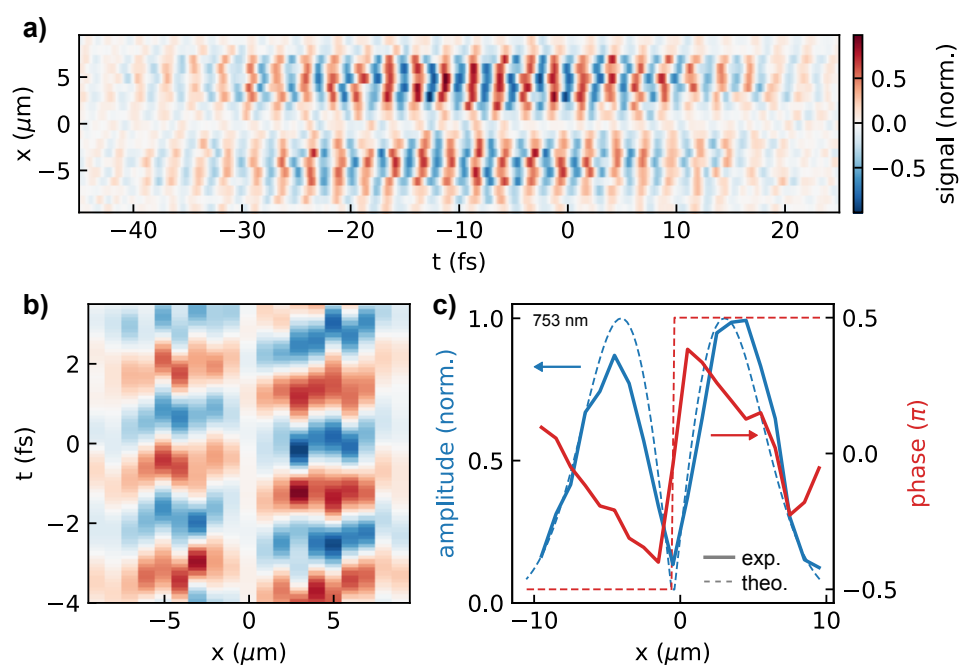 a)
5
0
−5
x (μm)
−40 −30 −20 −10 0 10 20
t (fs)
0.5
0.0
−0.5
signal (norm.)
b)
2
0
−2
−4
t (fs)
−5 0 5
x (μm)
c)
753 nm
1.0
0.5
0.0
amplitude (norm.)
0.5
0.0
−0.5
phase (π)
exp.
theo.
−10 0 10
x (μm)